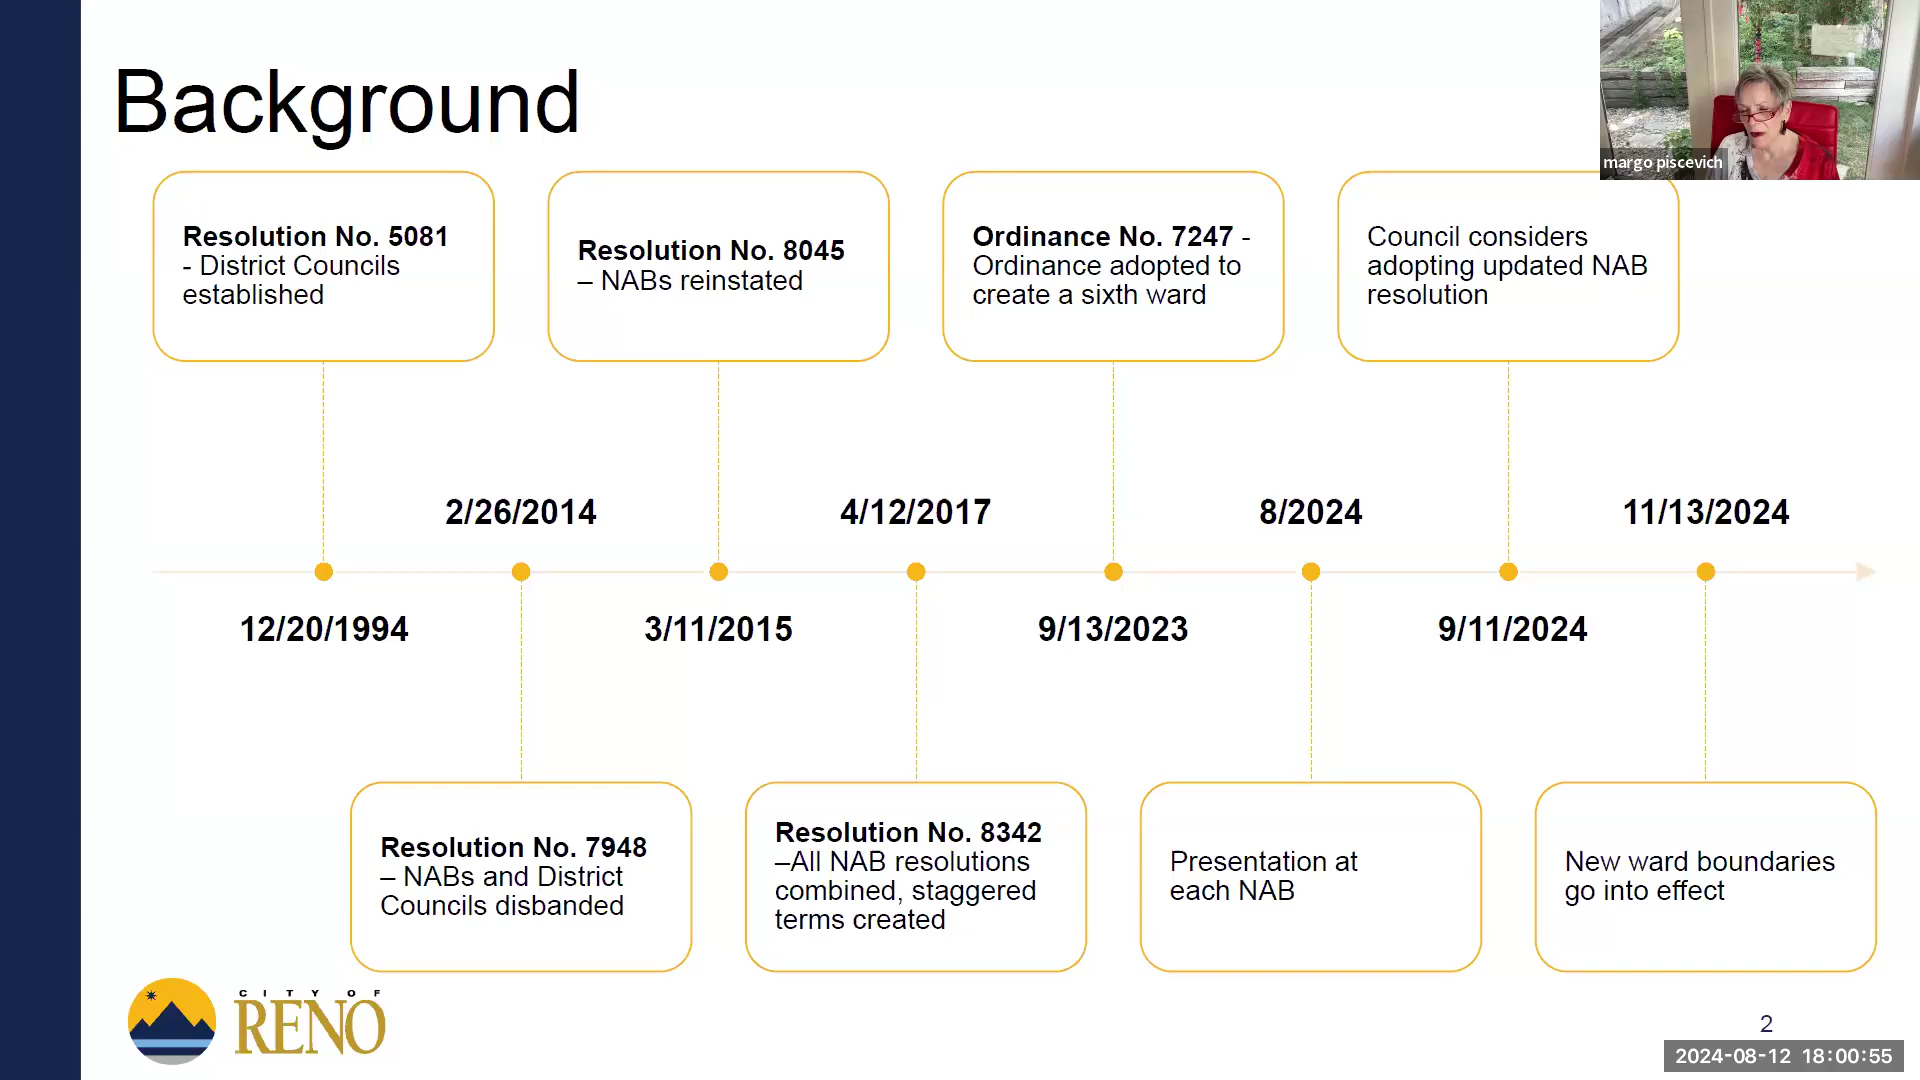 Background
margo piscevich
Resolution No. 5081
- District Councils
established
Resolution No. 8045
– NABs reinstated
Ordinance No. 7247 -
Ordinance adopted to
create a sixth ward
Council considers
adopting updated NAB
resolution
2/26/2014
4/12/2017
8/2024
11/13/2024
12/20/1994
3/11/2015
9/13/2023
9/11/2024
Resolution No. 7948
– NABs and District
Councils disbanded
Resolution No. 8342
–All NAB resolutions
combined, staggered
terms created
Presentation at
each NAB
New ward boundaries
go into effect
CITY OF
RENO
2
2024-08-12 18:00:55